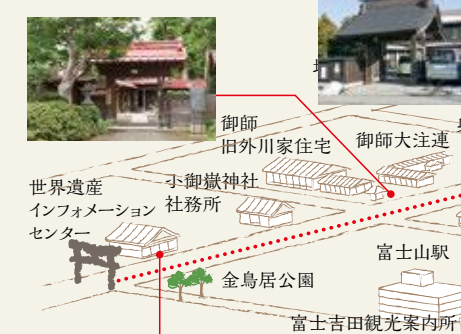 御師
旧外川家住宅
御師大注連
世界遺産
インフォメーション
センター
小御嶽神社
社務所
金鳥居公園
富士山駅
富士吉田観光案内所